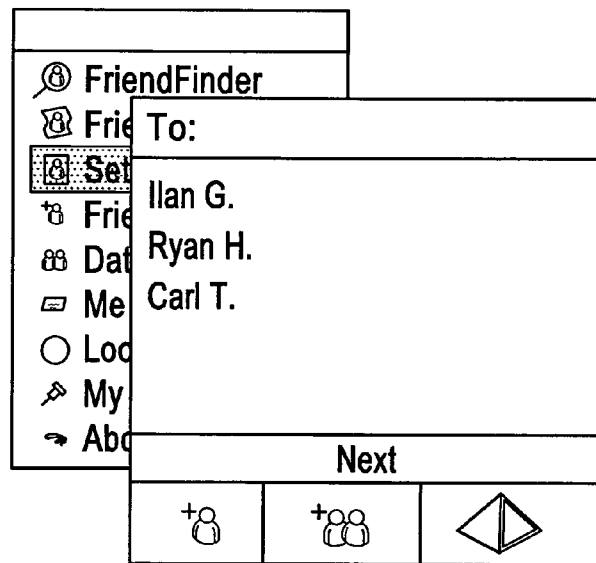 FriendFinder
Frie
Set
Frie
Dat
Me
Loc
My
Abo
To:
Ilan G.
Ryan H.
Carl T.
Next